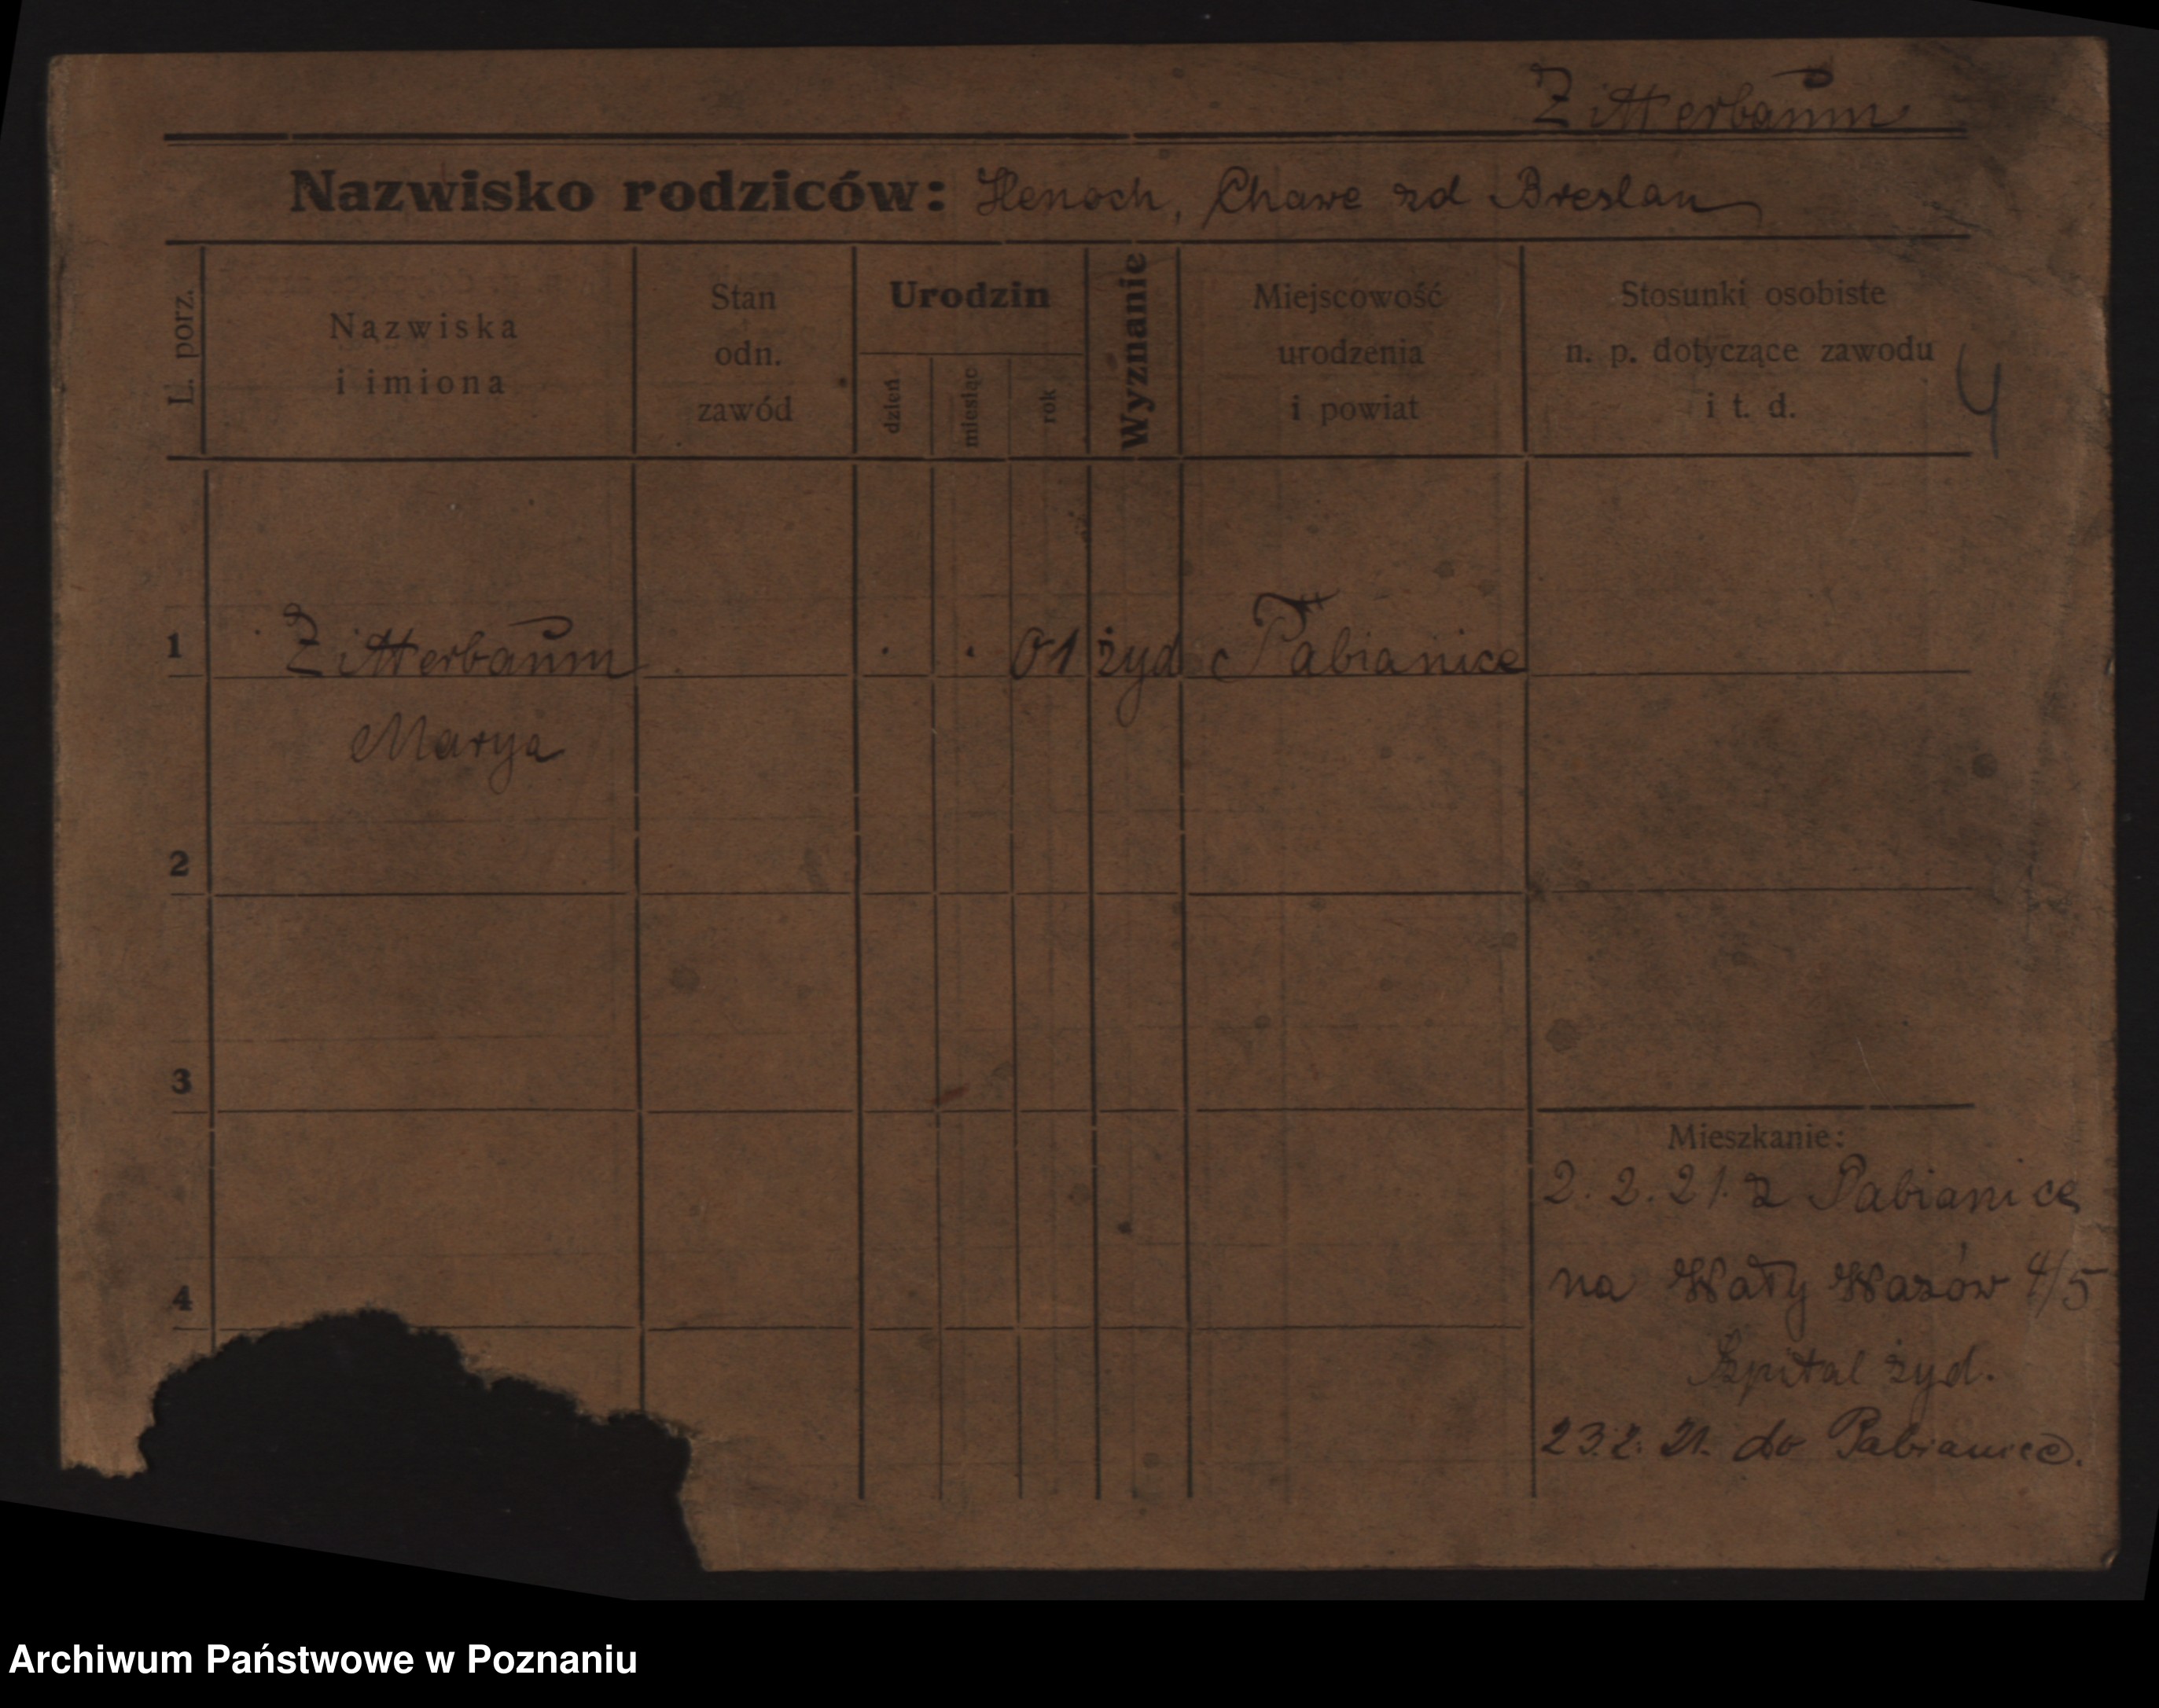 Zitterbaum
Nazwisko rodziców: Henoch, Chawe zd Breslau
L. porz.
Nazwiska
i imiona
Stan
odn.
zawód
Urodzin
dzień
miesiąc
rok
Wyznanie
Miejscowość
urodzenia
i powiat
Stosunki osobiste
n. p. dotyczące zawodu
i t. d.
4
1 Zitterbaum . . 01 żyd Pabianice
Marya
2
3
4
Mieszkanie:
2. 2. 21. z Pabianice
na Wały Wazów 4/5
Szpital żyd.
23.2. 21. do Pabianice.
Archiwum Państwowe w Poznaniu